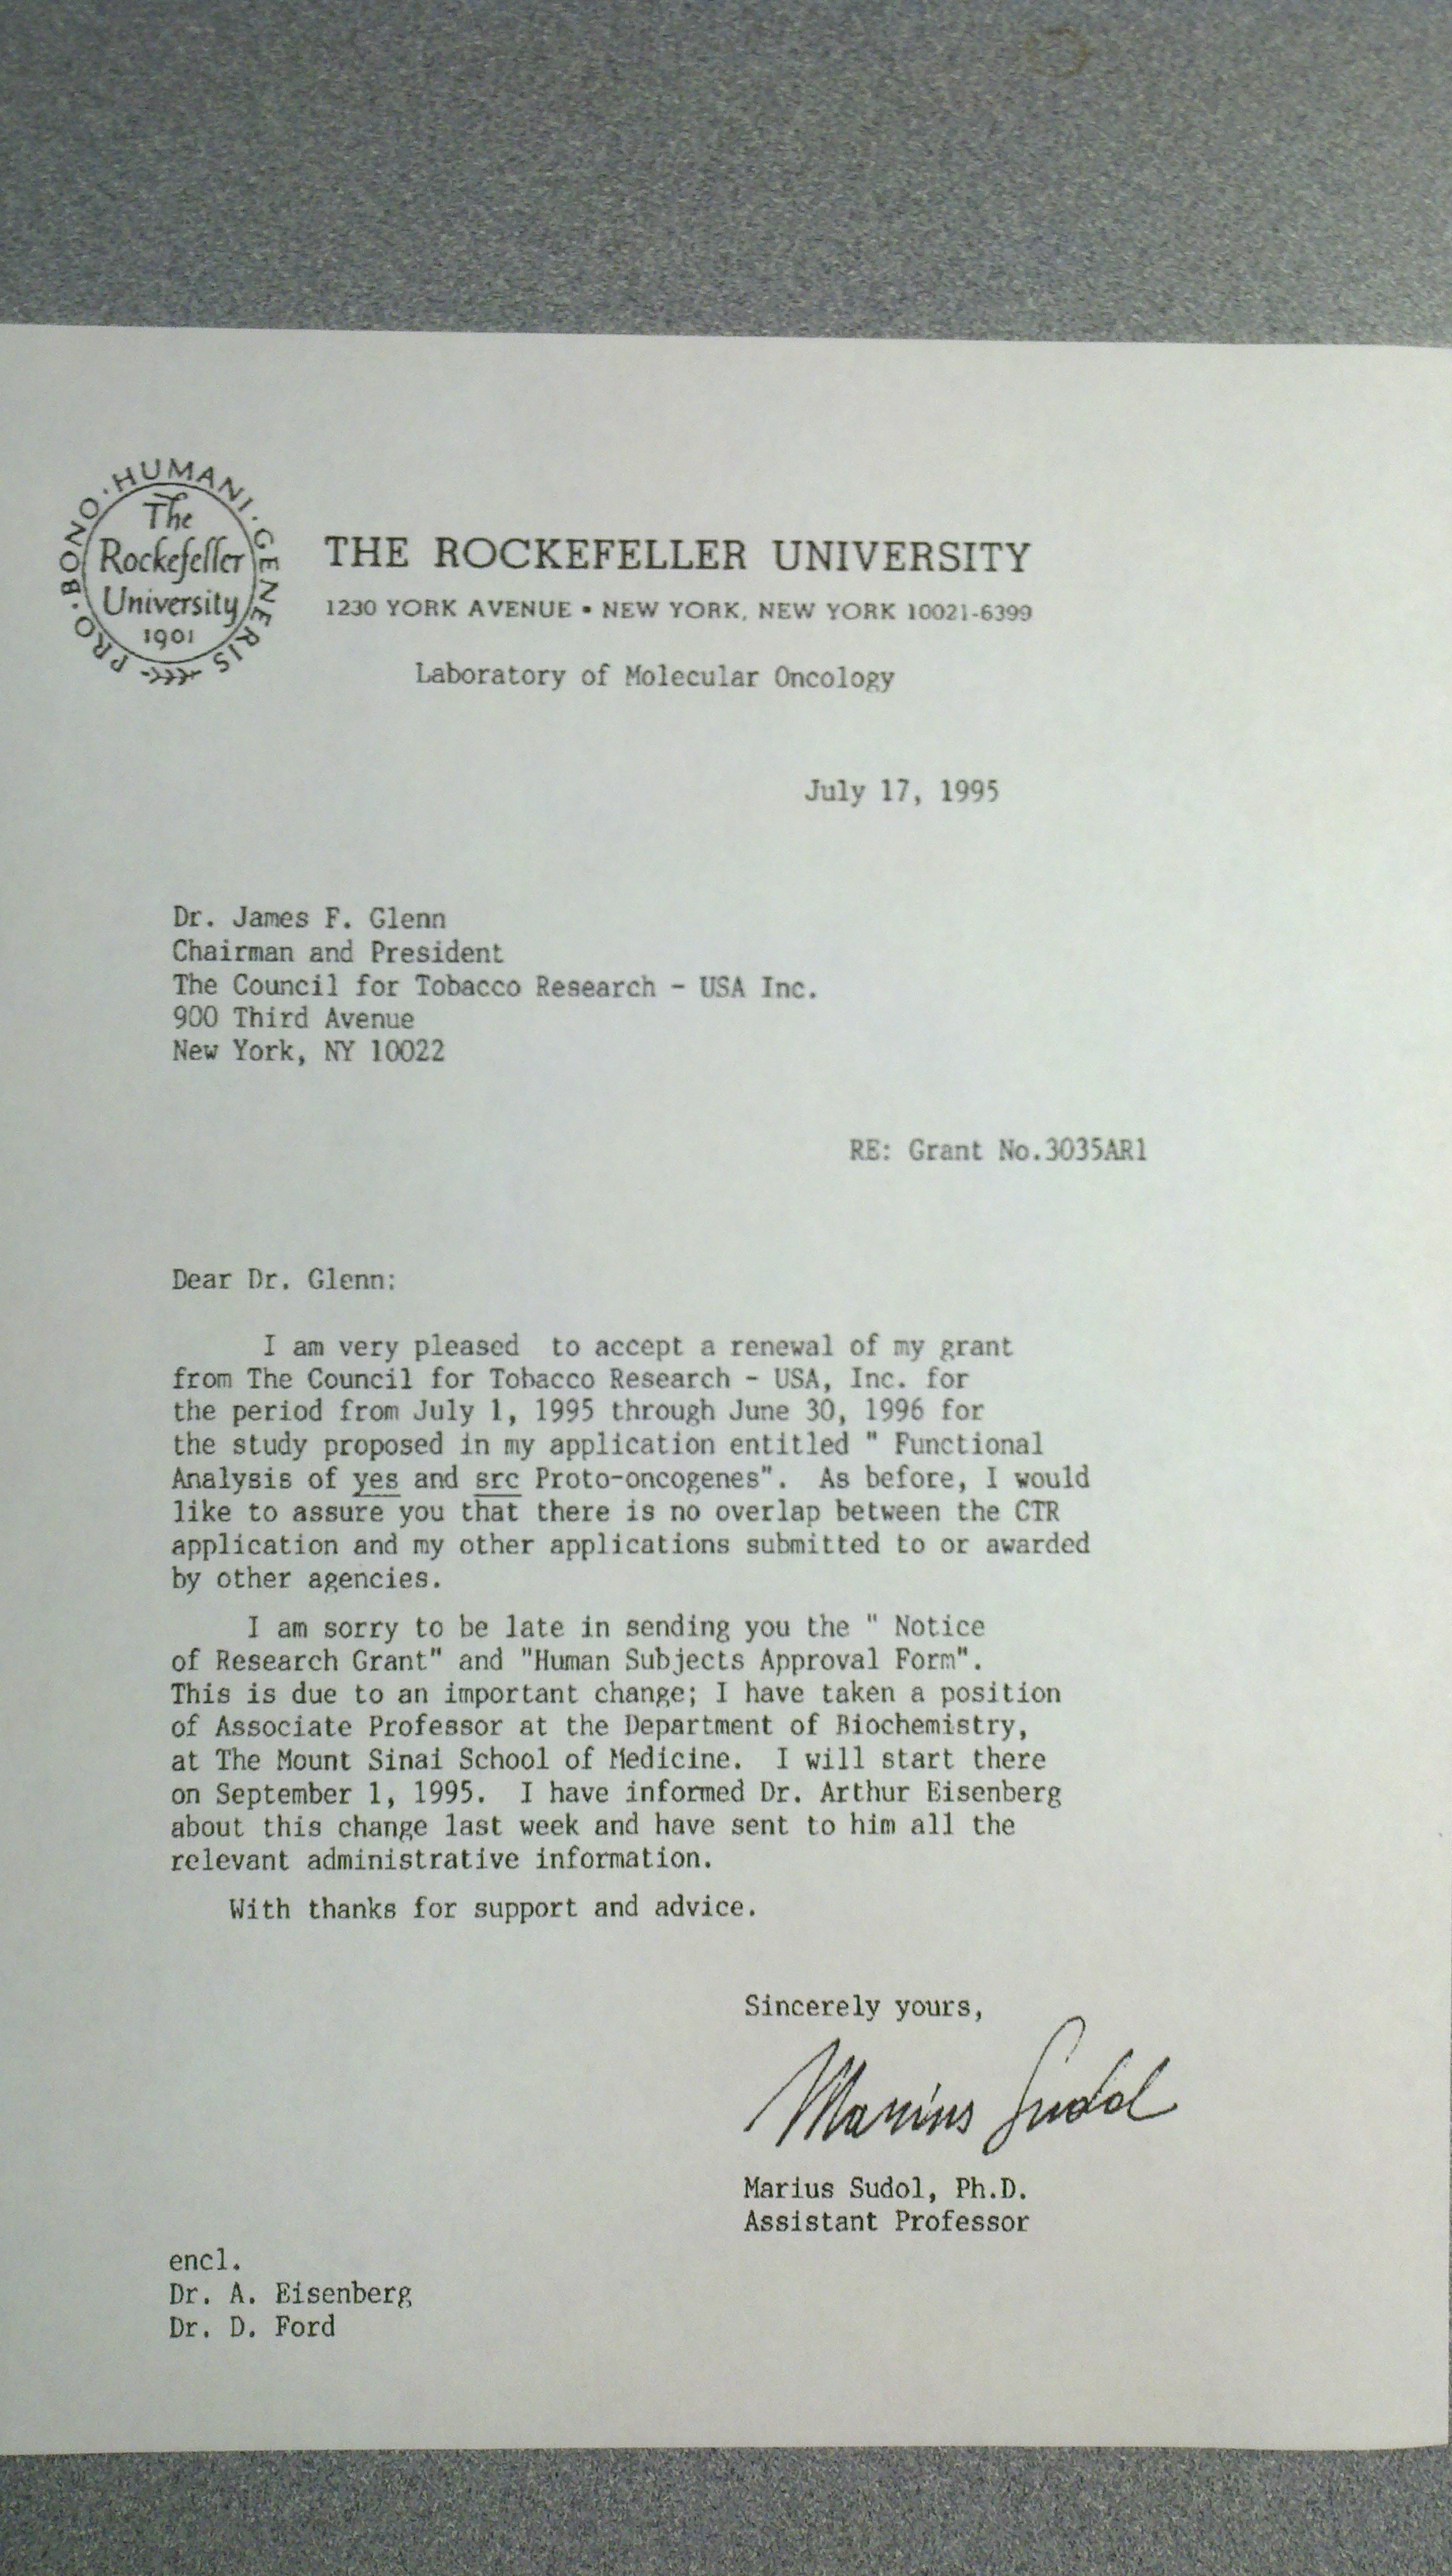 PRO · BONO · HUMANI · GENERIS
The
Rockefeller
University
1901
THE ROCKEFELLER UNIVERSITY
1230 YORK AVENUE • NEW YORK, NEW YORK 10021-6399
Laboratory of Molecular Oncology
July 17, 1995
Dr. James F. Glenn
Chairman and President
The Council for Tobacco Research - USA Inc.
900 Third Avenue
New York, NY 10022
RE: Grant No.3035AR1
Dear Dr. Glenn:
I am very pleased to accept a renewal of my grant
from The Council for Tobacco Research - USA, Inc. for
the period from July 1, 1995 through June 30, 1996 for
the study proposed in my application entitled " Functional
Analysis of yes and src Proto-oncogenes". As before, I would
like to assure you that there is no overlap between the CTR
application and my other applications submitted to or awarded
by other agencies.
I am sorry to be late in sending you the " Notice
of Research Grant" and "Human Subjects Approval Form".
This is due to an important change; I have taken a position
of Associate Professor at the Department of Biochemistry,
at The Mount Sinai School of Medicine. I will start there
on September 1, 1995. I have informed Dr. Arthur Eisenberg
about this change last week and have sent to him all the
relevant administrative information.
With thanks for support and advice.
Sincerely yours,
Marius Sudol
Marius Sudol, Ph.D.
Assistant Professor
encl.
Dr. A. Eisenberg
Dr. D. Ford